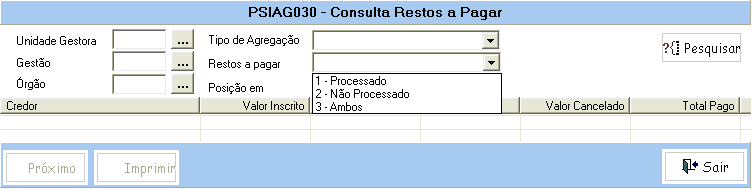 PSIAG030 - Consulta Restos a Pagar
Unidade Gestora ... Tipo de Agregação
Gestão ... Restos a pagar
?{⁞ Pesquisar
Órgão ... Posição em
1 - Processado
2 - Não Processado
3 - Ambos
Credor Valor Inscrito Valor Cancelado Total Pago
Próximo Imprimir Sair